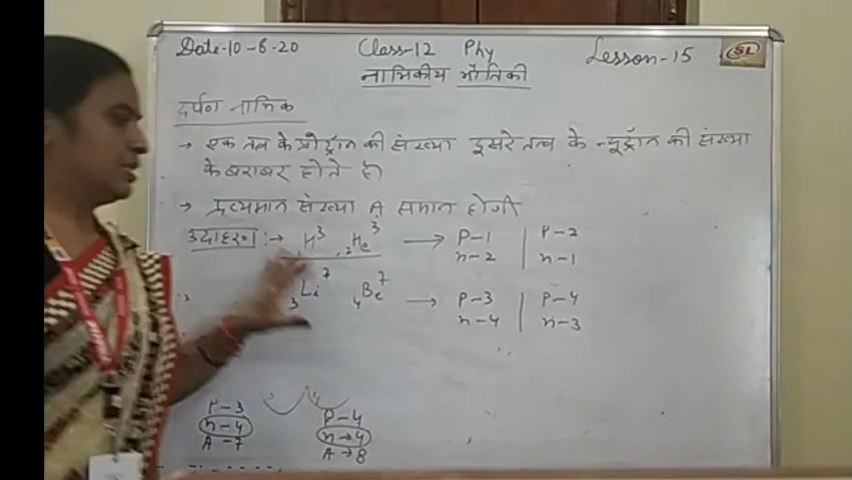 Date-10-8-20 Class-12 Phy Lesson-15 SL
नाभिकीय भौतिकी
दर्पण नाभिक
→ एक तत्व के प्रोट्रॉन की संख्या दुसरे तत्व के न्यूट्रॉन की संख्या
के बराबर होते है।
→ द्रव्यमान संख्या A समान होगी
उदाहरण :→ H³ , ₂He³ → P-1 | P-2
n-2 | n-1
₃Li⁷ ₄Be⁷ → P-3 | P-4
n-4 | n-3
P-3 P-4
n-4 n→4
A-7 A→8